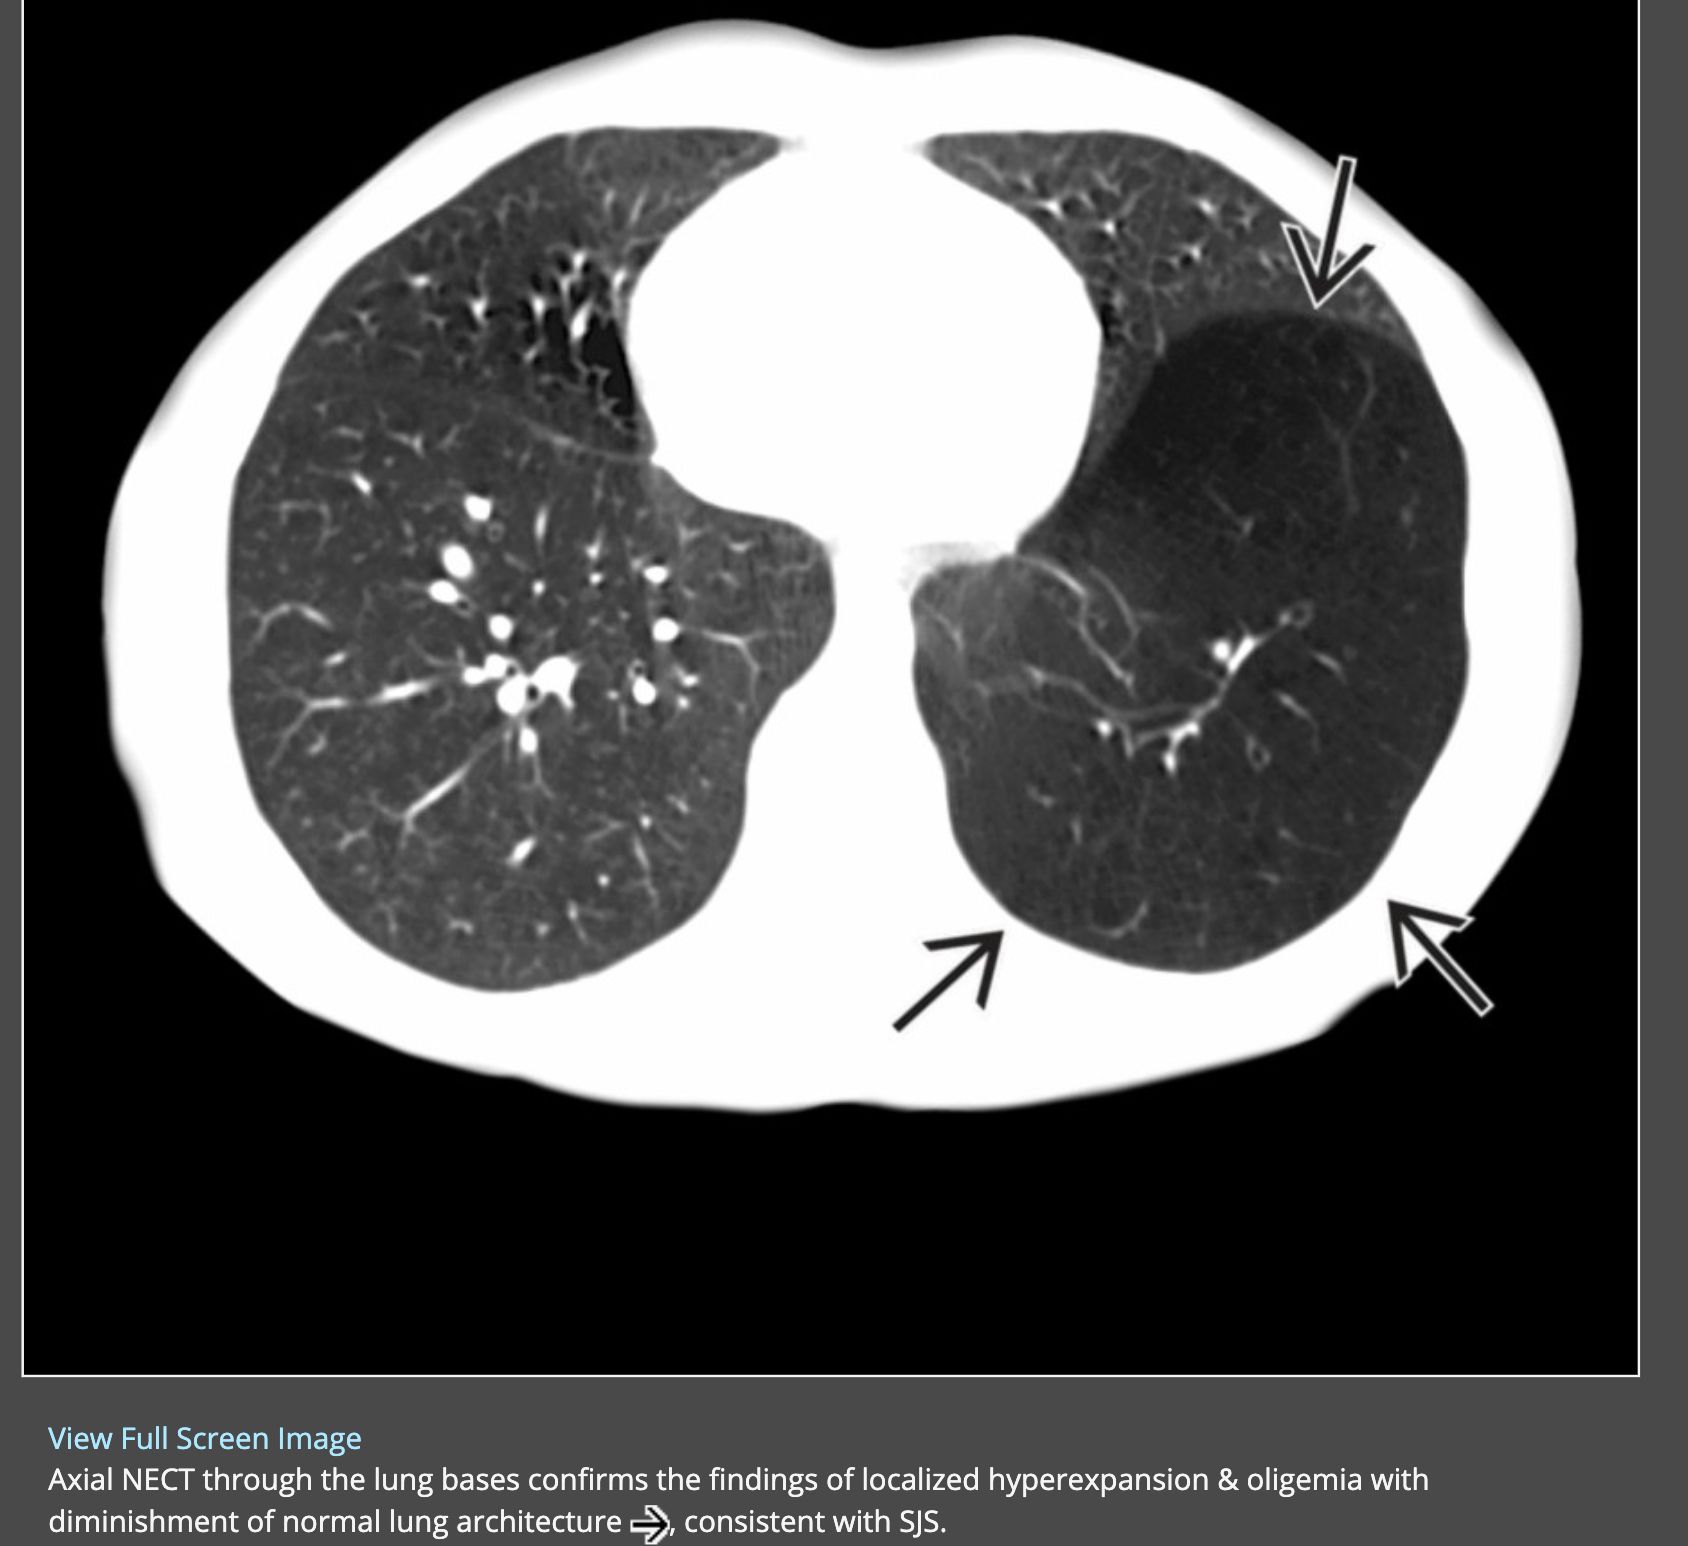 View Full Screen Image
Axial NECT through the lung bases confirms the findings of localized hyperexpansion & oligemia with
diminishment of normal lung architecture , consistent with SJS.